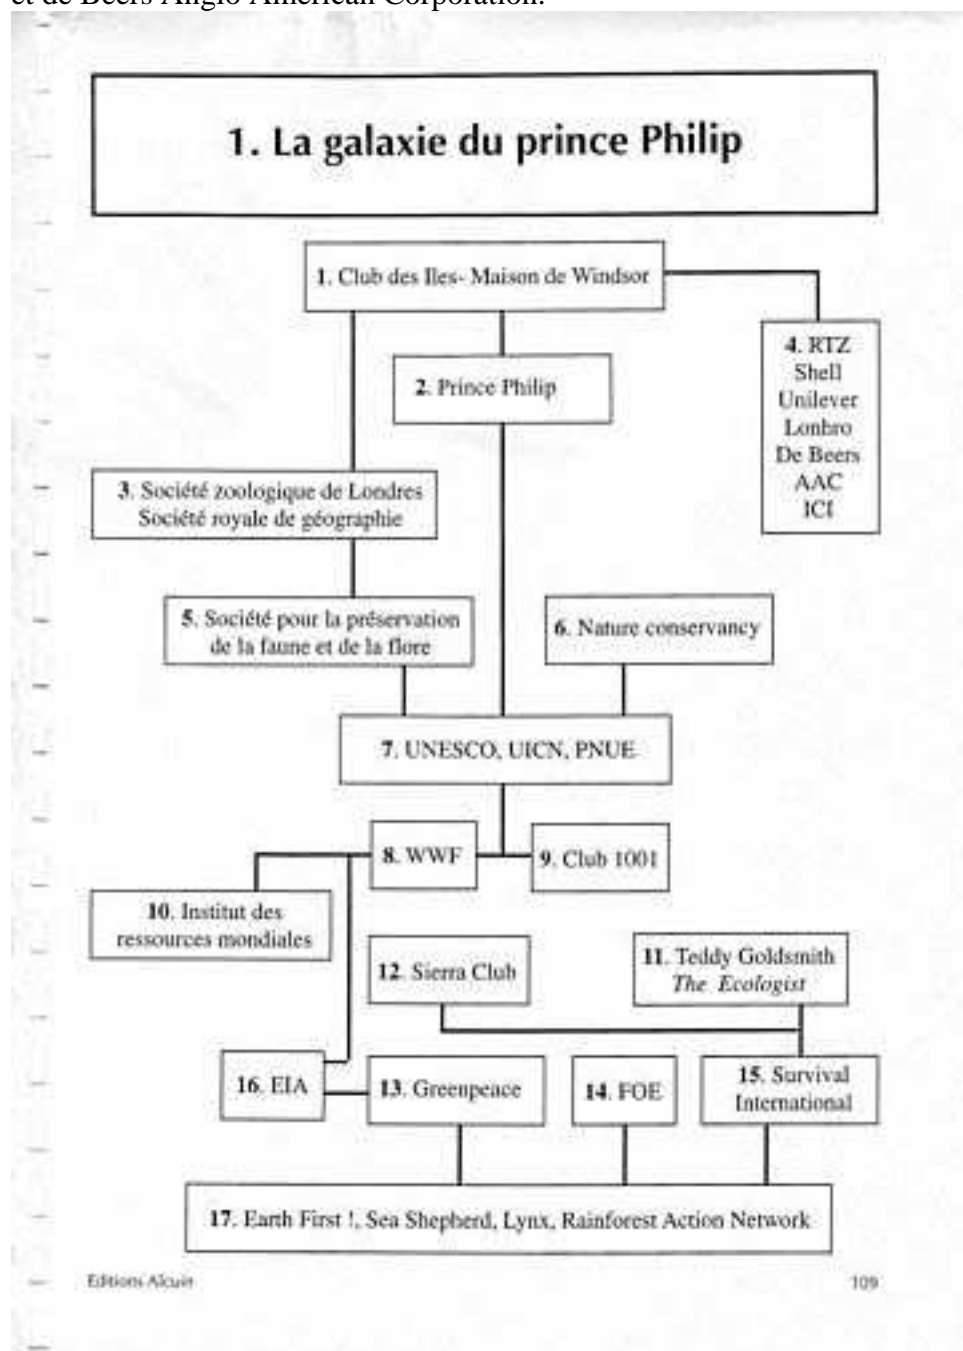 et de Beers Anglo American Corporation.
1. La galaxie du prince Philip
1. Club des Iles- Maison de Windsor
2. Prince Philip
4. RTZ
Shell
Unilever
Lonhro
De Beers
AAC
ICI
3. Société zoologique de Londres
Société royale de géographie
5. Société pour la préservation
de la faune et de la flore
6. Nature conservancy
7. UNESCO, UICN, PNUE
8. WWF
9. Club 1001
10. Institut des
ressources mondiales
12. Sierra Club
11. Teddy Goldsmith
The Ecologist
16. EIA
13. Greenpeace
14. FOE
15. Survival
International
17. Earth First !, Sea Shepherd, Lynx, Rainforest Action Network
Editions Alcuin
109